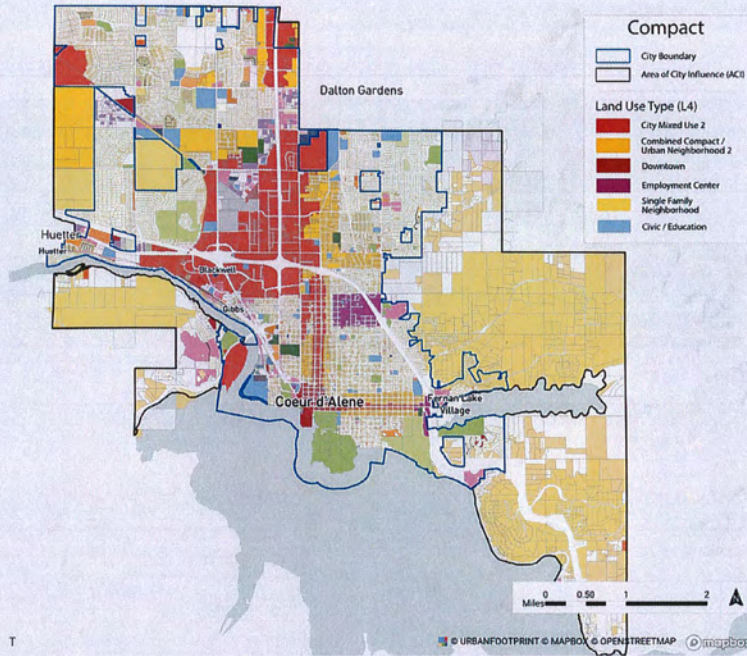 Compact
City Boundary
Area of City Influence (ACI)
Land Use Type (L4)
City Mixed Use 2
Combined Compact /
Urban Neighborhood 2
Downtown
Employment Center
Single Family
Neighborhood
Civic / Education
Dalton Gardens
Huetter
Huetter
Blackwell
Gibbs
Coeur d'Alene
Fernan Lake
Village
0 0.50 1 2
Miles
N
T
© URBANFOOTPRINT © MAPBOX © OPENSTREETMAP mapbox